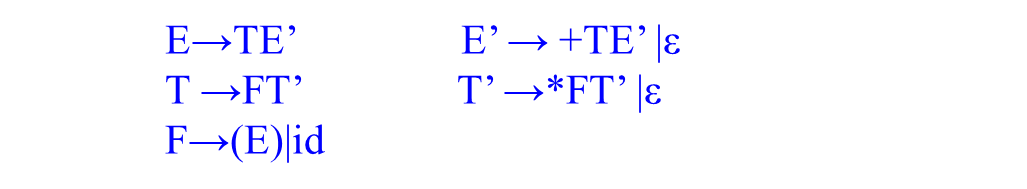 E→TE’ E’ → +TE’ |ε
T →FT’ T’ →*FT’ |ε
F→(E)|id